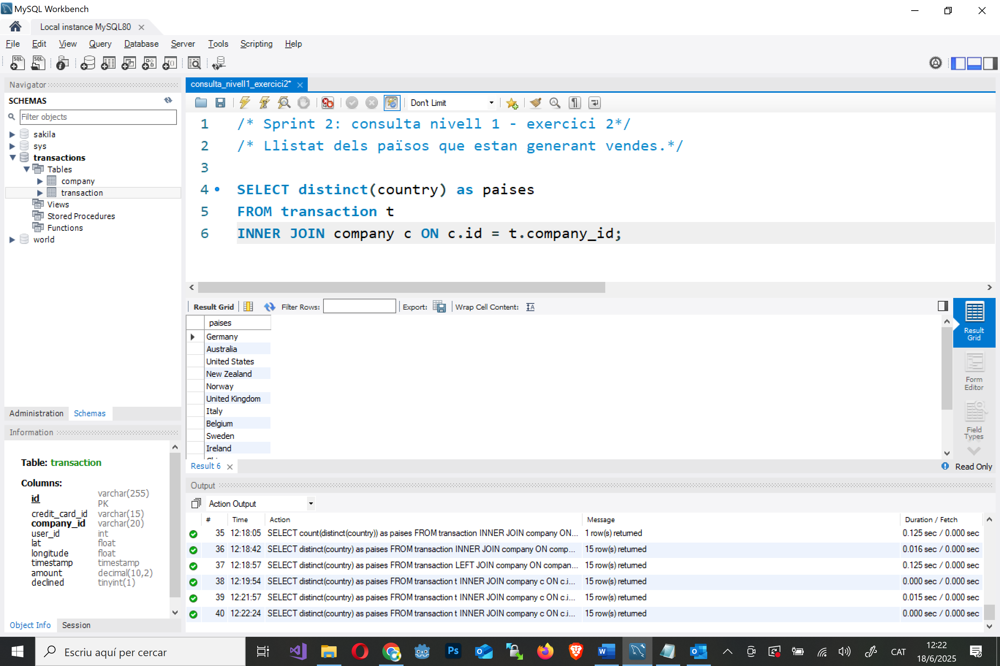 MySQL Workbench
Local instance MySQL80
File Edit View Query Database Server Tools Scripting Help
Navigator
SCHEMAS
Filter objects
sakila
sys
transactions
Tables
company
transaction
Views
Stored Procedures
Functions
world
Administration Schemas
Information
Table: transaction
Columns:
id varchar(255) PK
credit_card_id varchar(15)
company_id varchar(20)
user_id int
lat float
longitude float
timestamp timestamp
amount decimal(10,2)
declined tinyint(1)
Object Info Session
consulta_nivell1_exercici2*
Don't Limit
1 /* Sprint 2: consulta nivell 1 - exercici 2*/
2 /* Llistat dels països que estan generant vendes.*/
3
4 SELECT distinct(country) as paises
5 FROM transaction t
6 INNER JOIN company c ON c.id = t.company_id;
Result Grid Filter Rows: Export: Wrap Cell Content:
paises
Germany
Australia
United States
New Zealand
Norway
United Kingdom
Italy
Belgium
Sweden
Ireland
Result Grid
Form Editor
Field Types
Result 6
Read Only
Output
Action Output
# Time Action Message Duration / Fetch
35 12:18:05 SELECT count(distinct(country)) as paises FROM transaction INNER JOIN company ON... 1 row(s) returned 0.125 sec / 0.000 sec
36 12:18:42 SELECT distinct(country) as paises FROM transaction INNER JOIN company ON comp... 15 row(s) returned 0.016 sec / 0.000 sec
37 12:18:57 SELECT distinct(country) as paises FROM transaction LEFT JOIN company ON compan... 15 row(s) returned 0.125 sec / 0.000 sec
38 12:19:54 SELECT distinct(country) as paises FROM transaction t INNER JOIN company c ON c.i... 15 row(s) returned 0.000 sec / 0.000 sec
39 12:21:57 SELECT distinct(country) as paises FROM transaction t INNER JOIN company c ON c.i... 15 row(s) returned 0.015 sec / 0.000 sec
40 12:22:24 SELECT distinct(country) as paises FROM transaction t INNER JOIN company c ON c.i... 15 row(s) returned 0.000 sec / 0.000 sec
Escriu aquí per cercar
CAT
12:22
18/6/2025